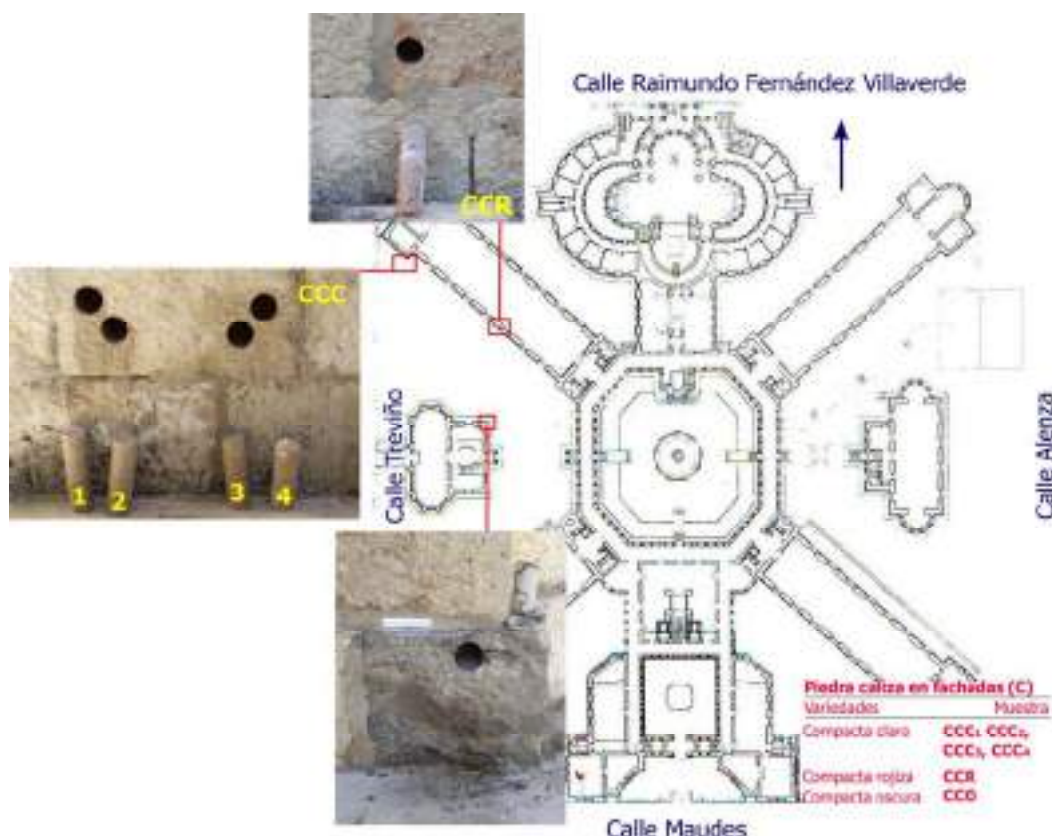 Calle Raimundo Fernández Villaverde
CCR
CCC
1 2 3 4
Calle Treviño
Calle Alenza
Piedra caliza en fachadas (C)
Variedades Muestra
Compacta claro CCC₁ CCC₂,
CCC₃, CCC₄
Compacta rojiza CCR
Compacta oscura CCO
Calle Maudes